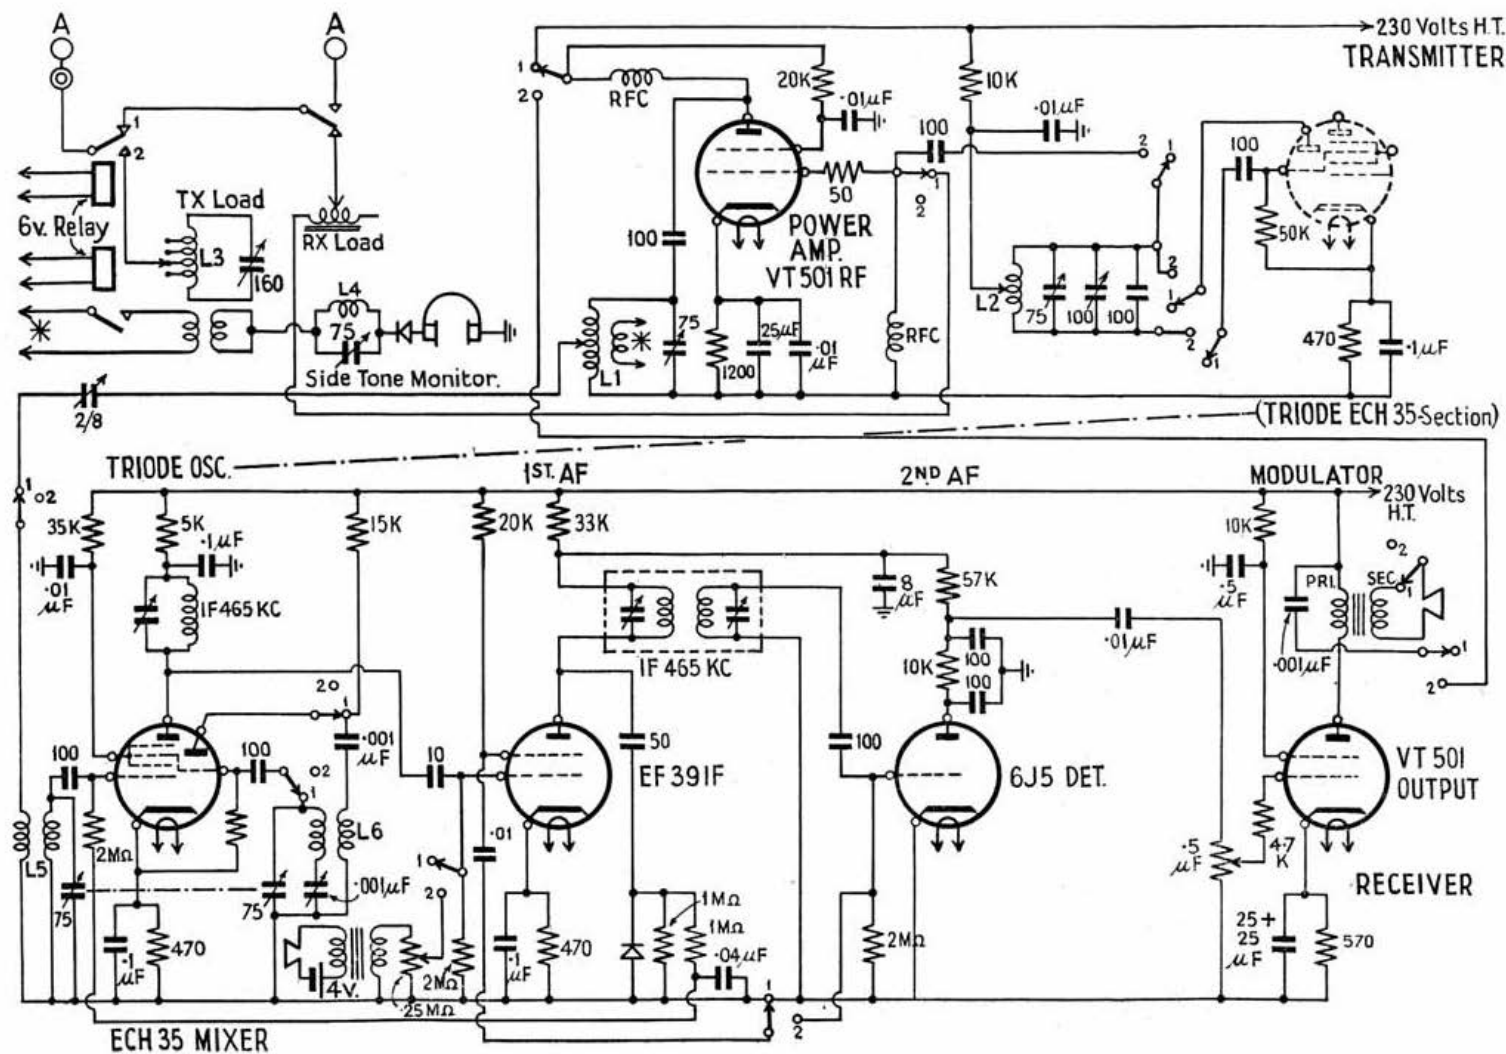 A
A
230 Volts H.T.
TRANSMITTER
1
2
RFC
20K
.01μF
10K
.01μF
100
2
1
100
1
2
TX Load
6v. Relay
L3
160
RX Load
100
50
1
2
POWER
AMP.
VT501RF
50K
L4
75
Side Tone Monitor.
L1
75
1200
25μF
.01
μF
RFC
L2
75
100
100
2
1
2
1
470
.1μF
2/8
(TRIODE ECH 35-Section)
TRIODE OSC.
1ST. AF
2ND AF
MODULATOR
230 Volts
H.T.
1
2
35K
5K
15K
20K
33K
10K
.1μF
.01
μF
IF 465 KC
IF 465 KC
8
μF
57K
10K
100
100
.01μF
.5
μF
PRI.
SEC.
2
1
.001μF
1
2
2
1
100
100
2
1
.001
μF
10
50
EF 39 IF
100
6J5 DET.
VT 501
OUTPUT
L5
2MΩ
L6
75
75
.001μF
1
2
.01
.5
μF
4.7
K
RECEIVER
.1
μF
470
4V.
.25MΩ
2MΩ
.1
μF
470
1MΩ
1MΩ
.04μF
2MΩ
25+
25
μF
570
1
2
ECH 35 MIXER